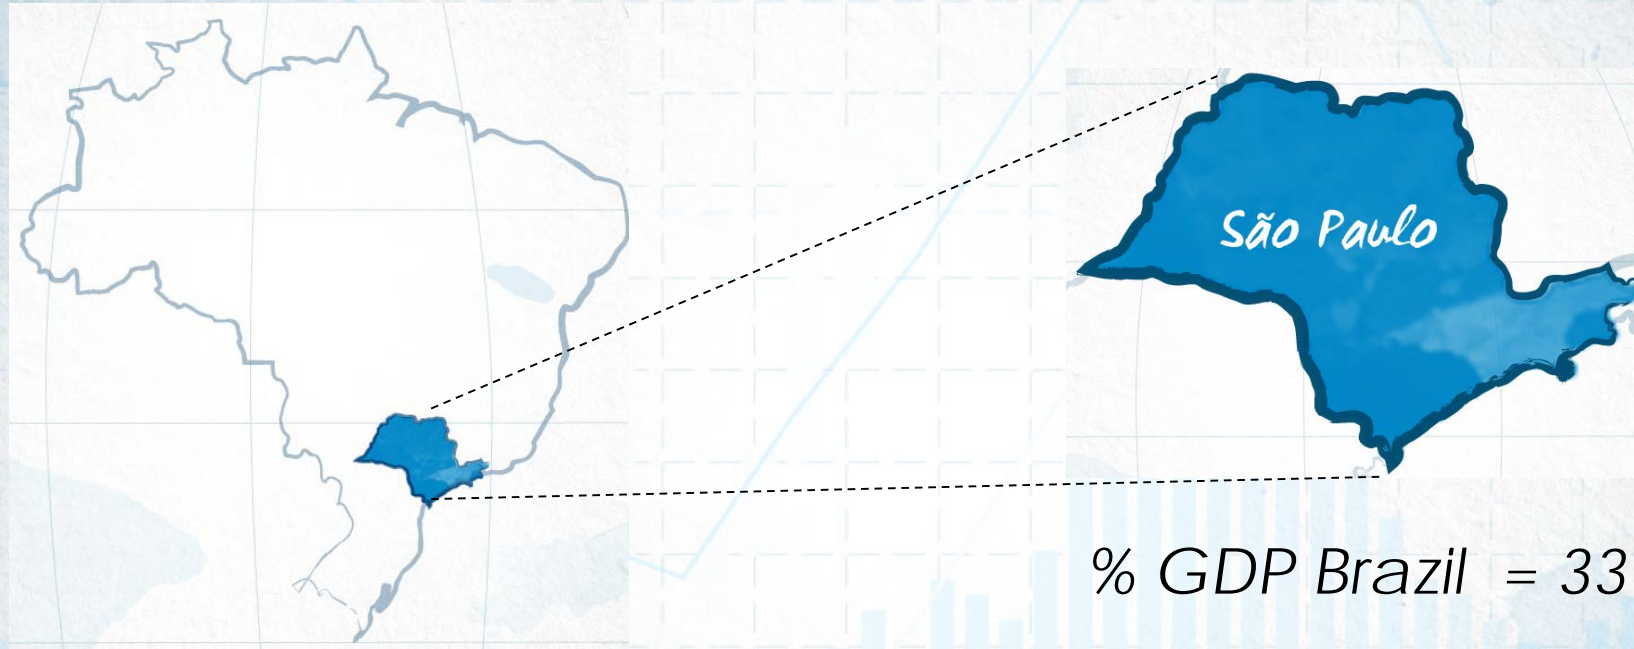 São Paulo
% GDP Brazil = 33